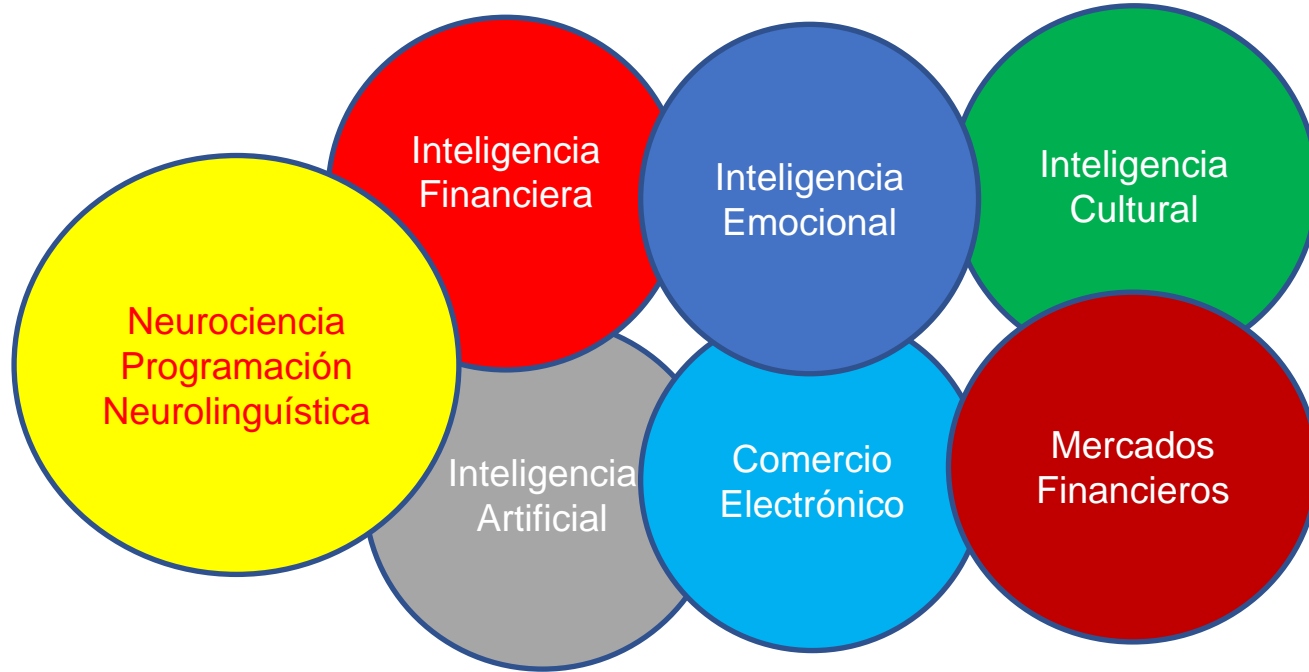 Inteligencia
Financiera
Inteligencia
Emocional
Inteligencia
Cultural
Neurociencia
Programación
Neurolinguística
Inteligencia
Artificial
Comercio
Electrónico
Mercados
Financieros